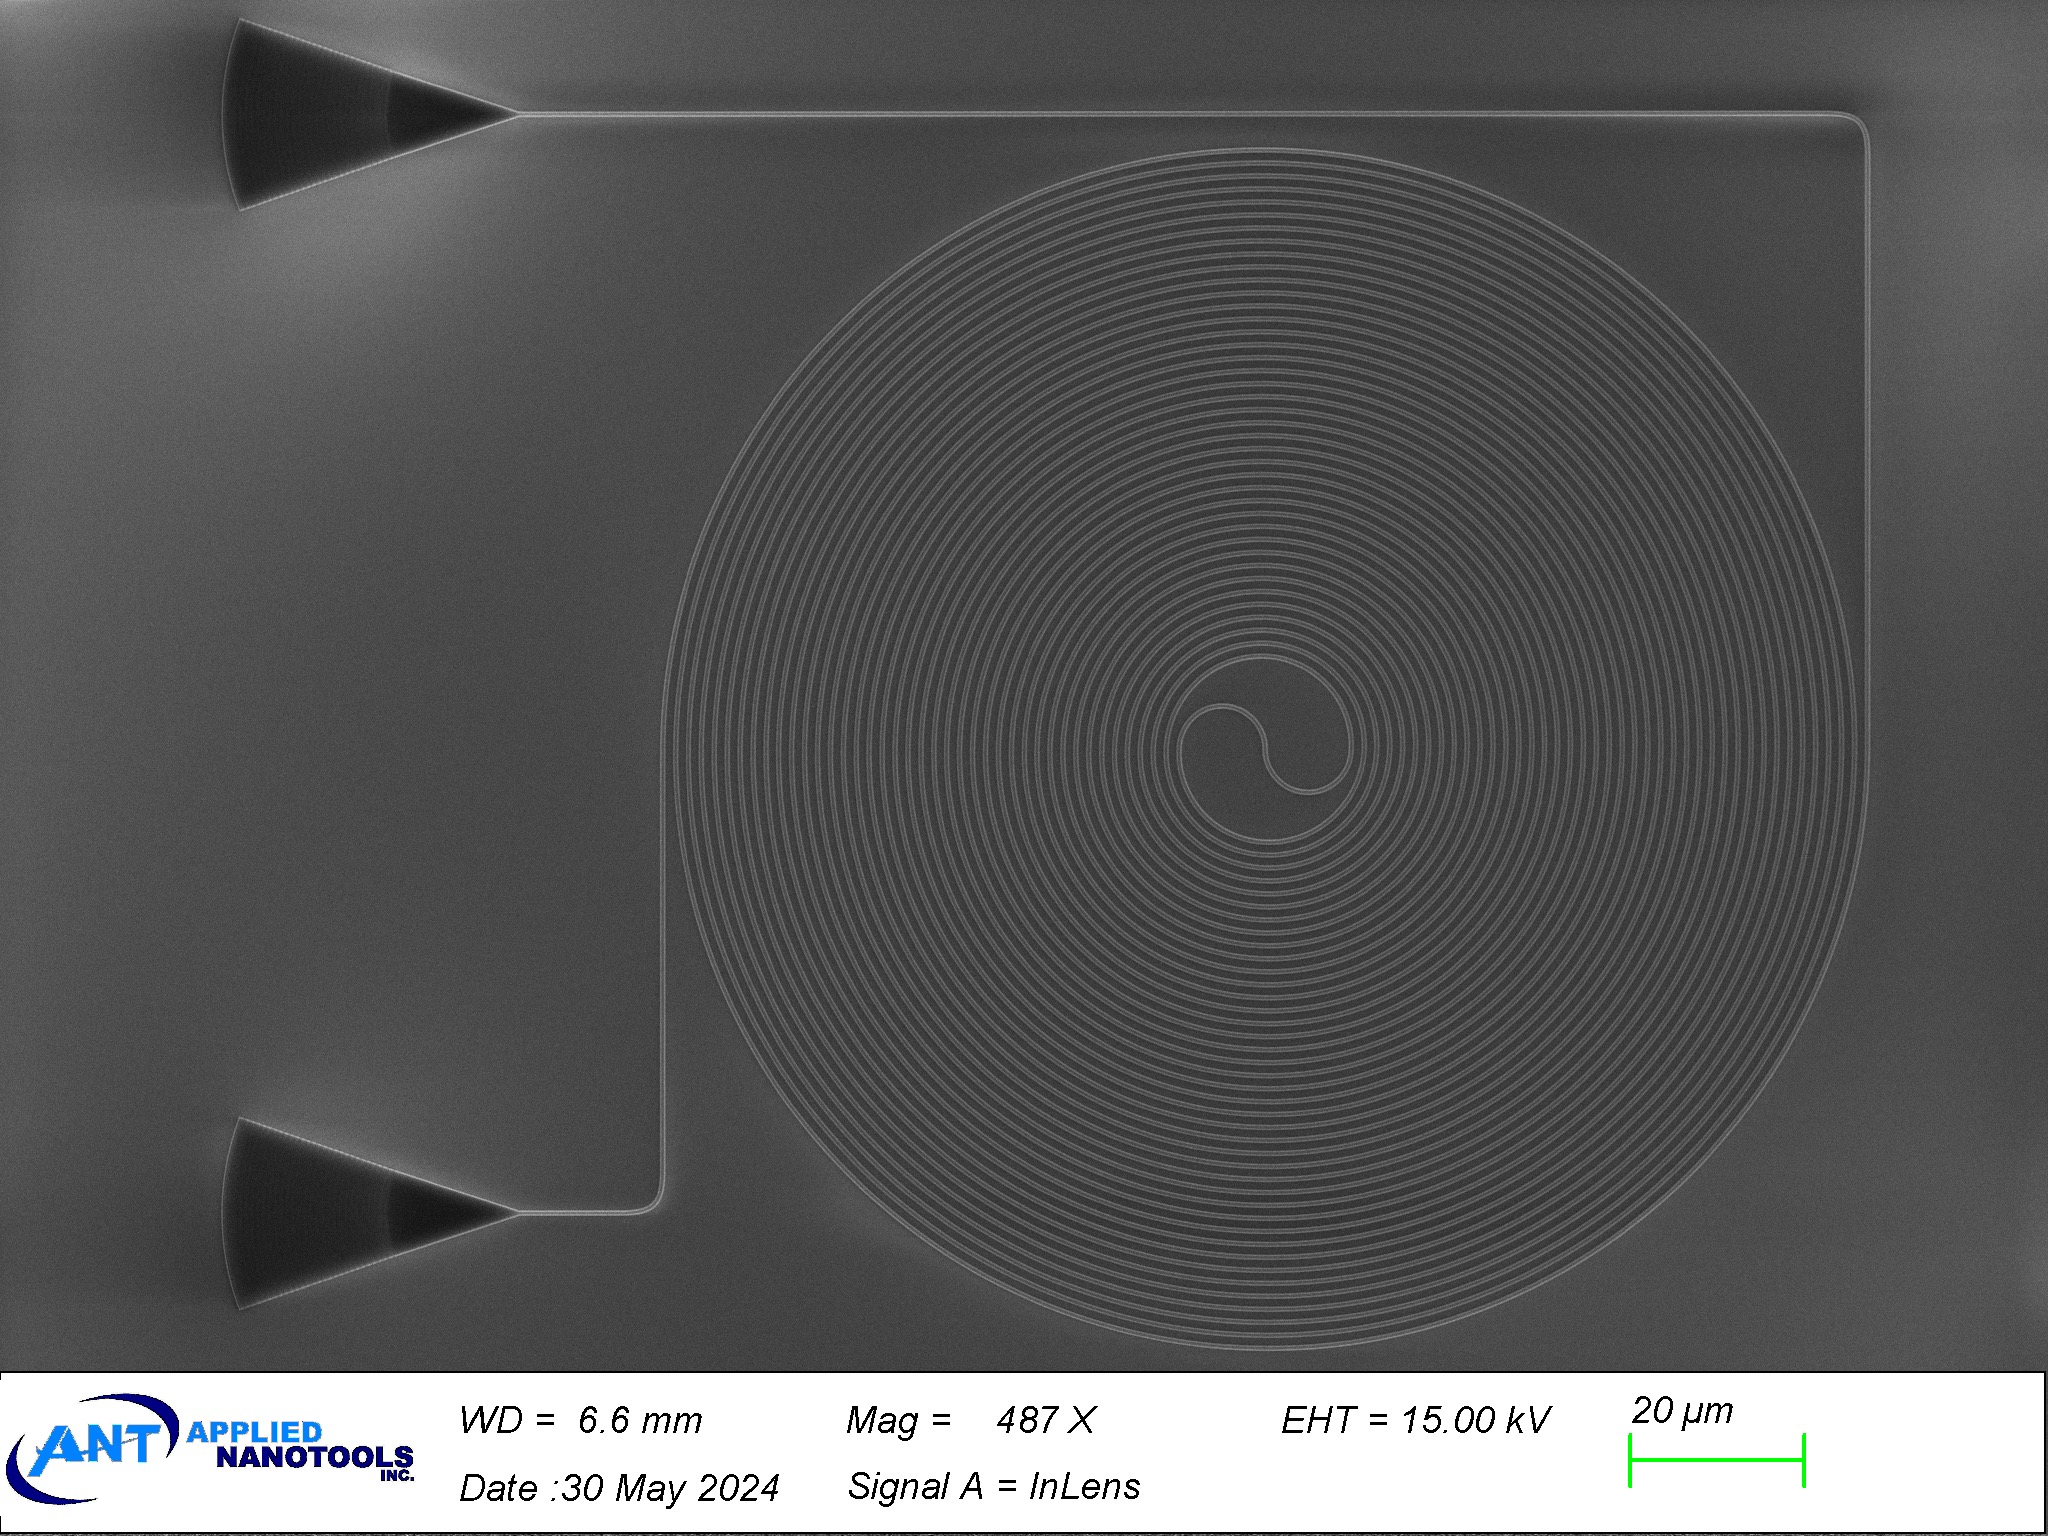 ANT APPLIED
NANOTOOLS
INC.
WD = 6.6 mm
Mag = 487 X
EHT = 15.00 kV
20 µm
Date :30 May 2024
Signal A = InLens